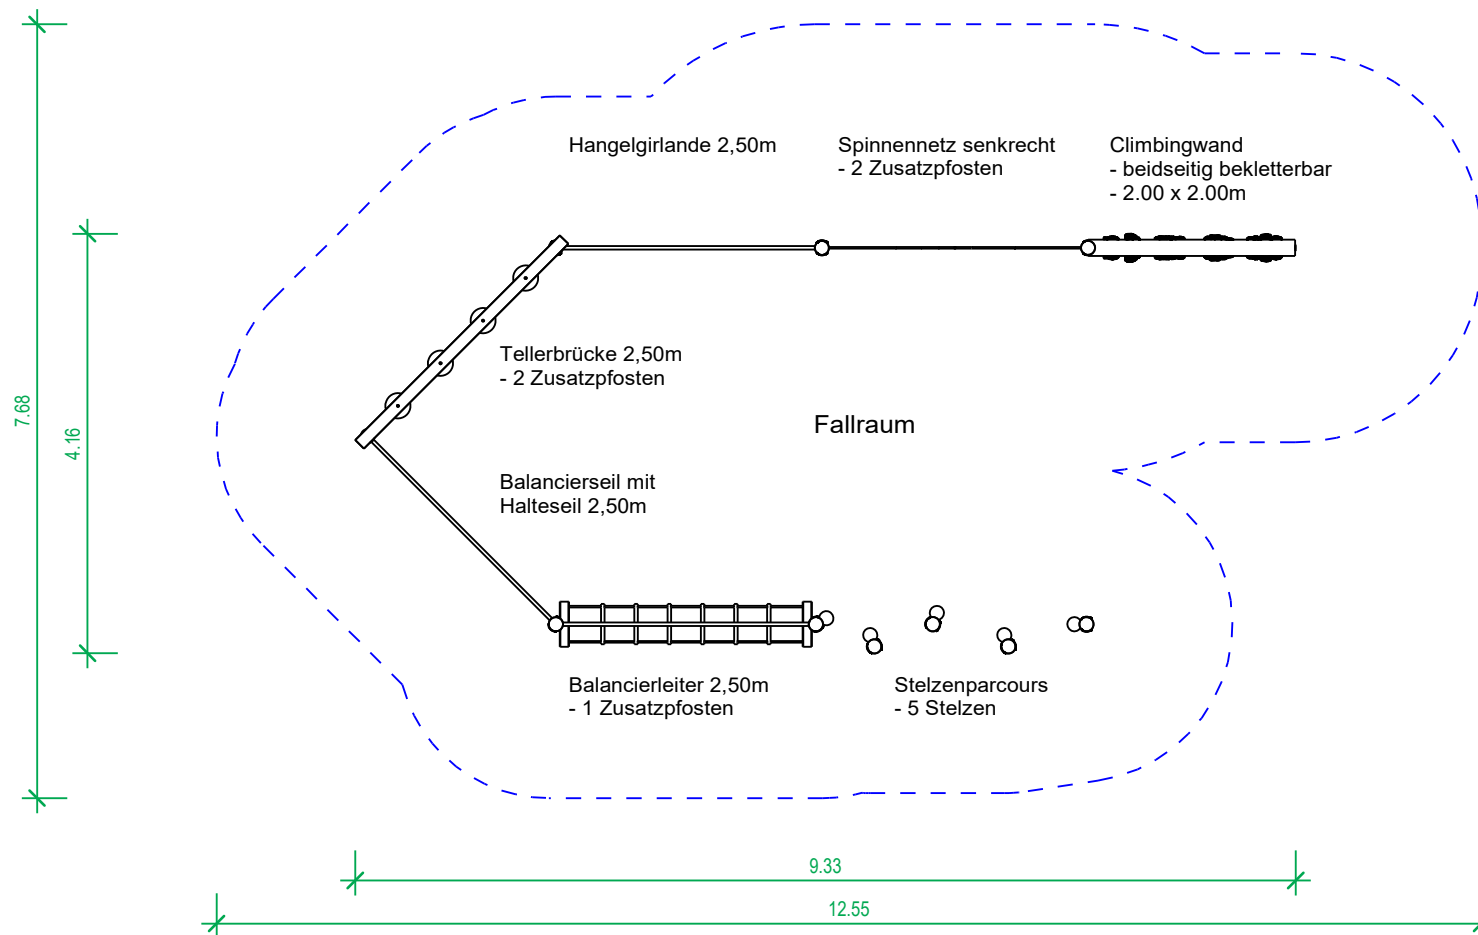 Hangelgirlande 2,50m
Spinnennetz senkrecht
- 2 Zusatzpfosten
Climbingwand
- beidseitig bekletterbar
- 2.00 x 2.00m
Tellerbrücke 2,50m
- 2 Zusatzpfosten
Fallraum
7.68
4.16
Balancierseil mit
Halteseil 2,50m
Balancierleiter 2,50m
- 1 Zusatzpfosten
Stelzenparcours
- 5 Stelzen
9.33
12.55